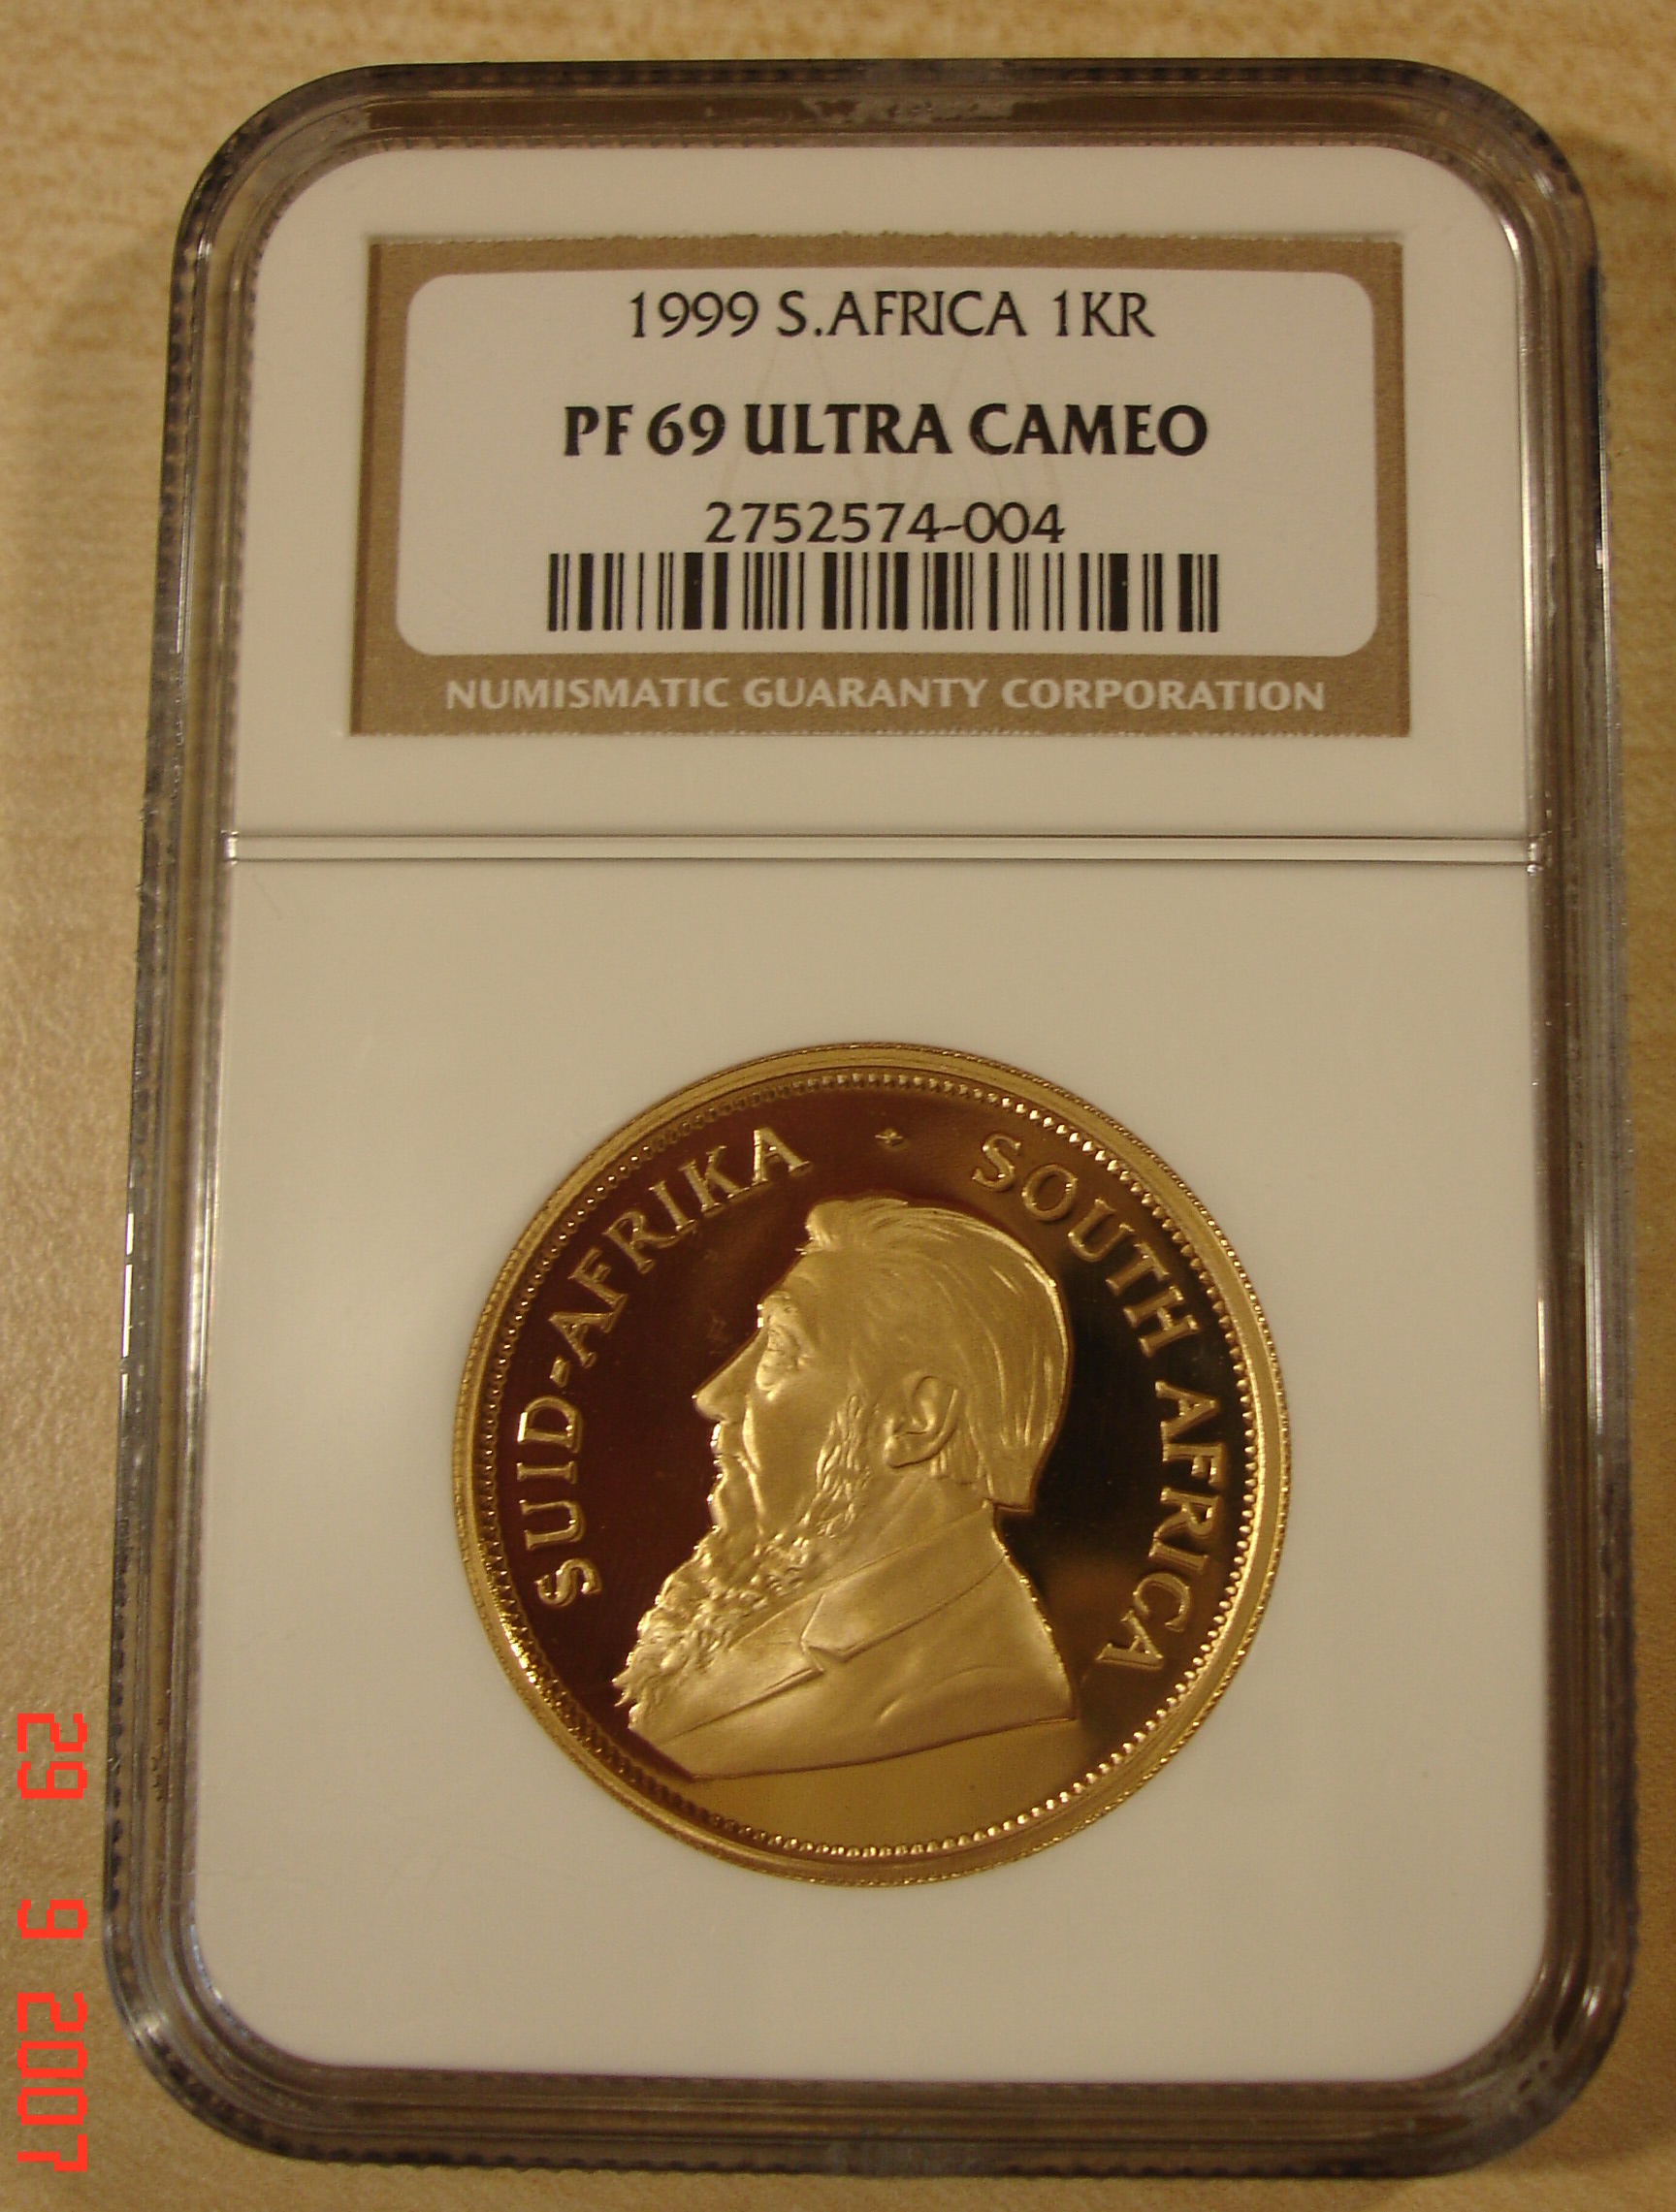 1999 S.AFRICA 1KR
PF 69 ULTRA CAMEO
2752574-004
NUMISMATIC GUARANTY CORPORATION
SUID-AFRIKA
SOUTH AFRICA
29 9 2007